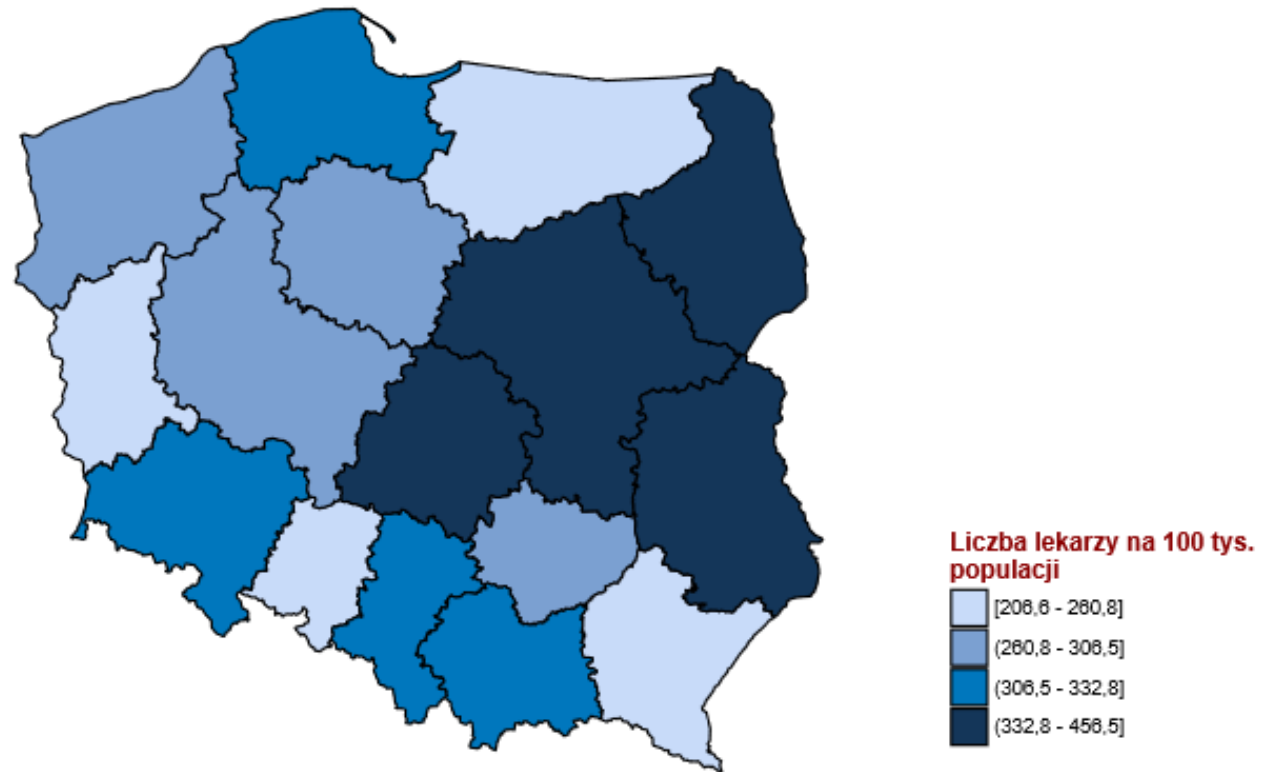 Liczba lekarzy na 100 tys.
populacji
[206,6 - 260,8]
(260,8 - 306,5]
(306,5 - 332,8]
(332,8 - 456,5]